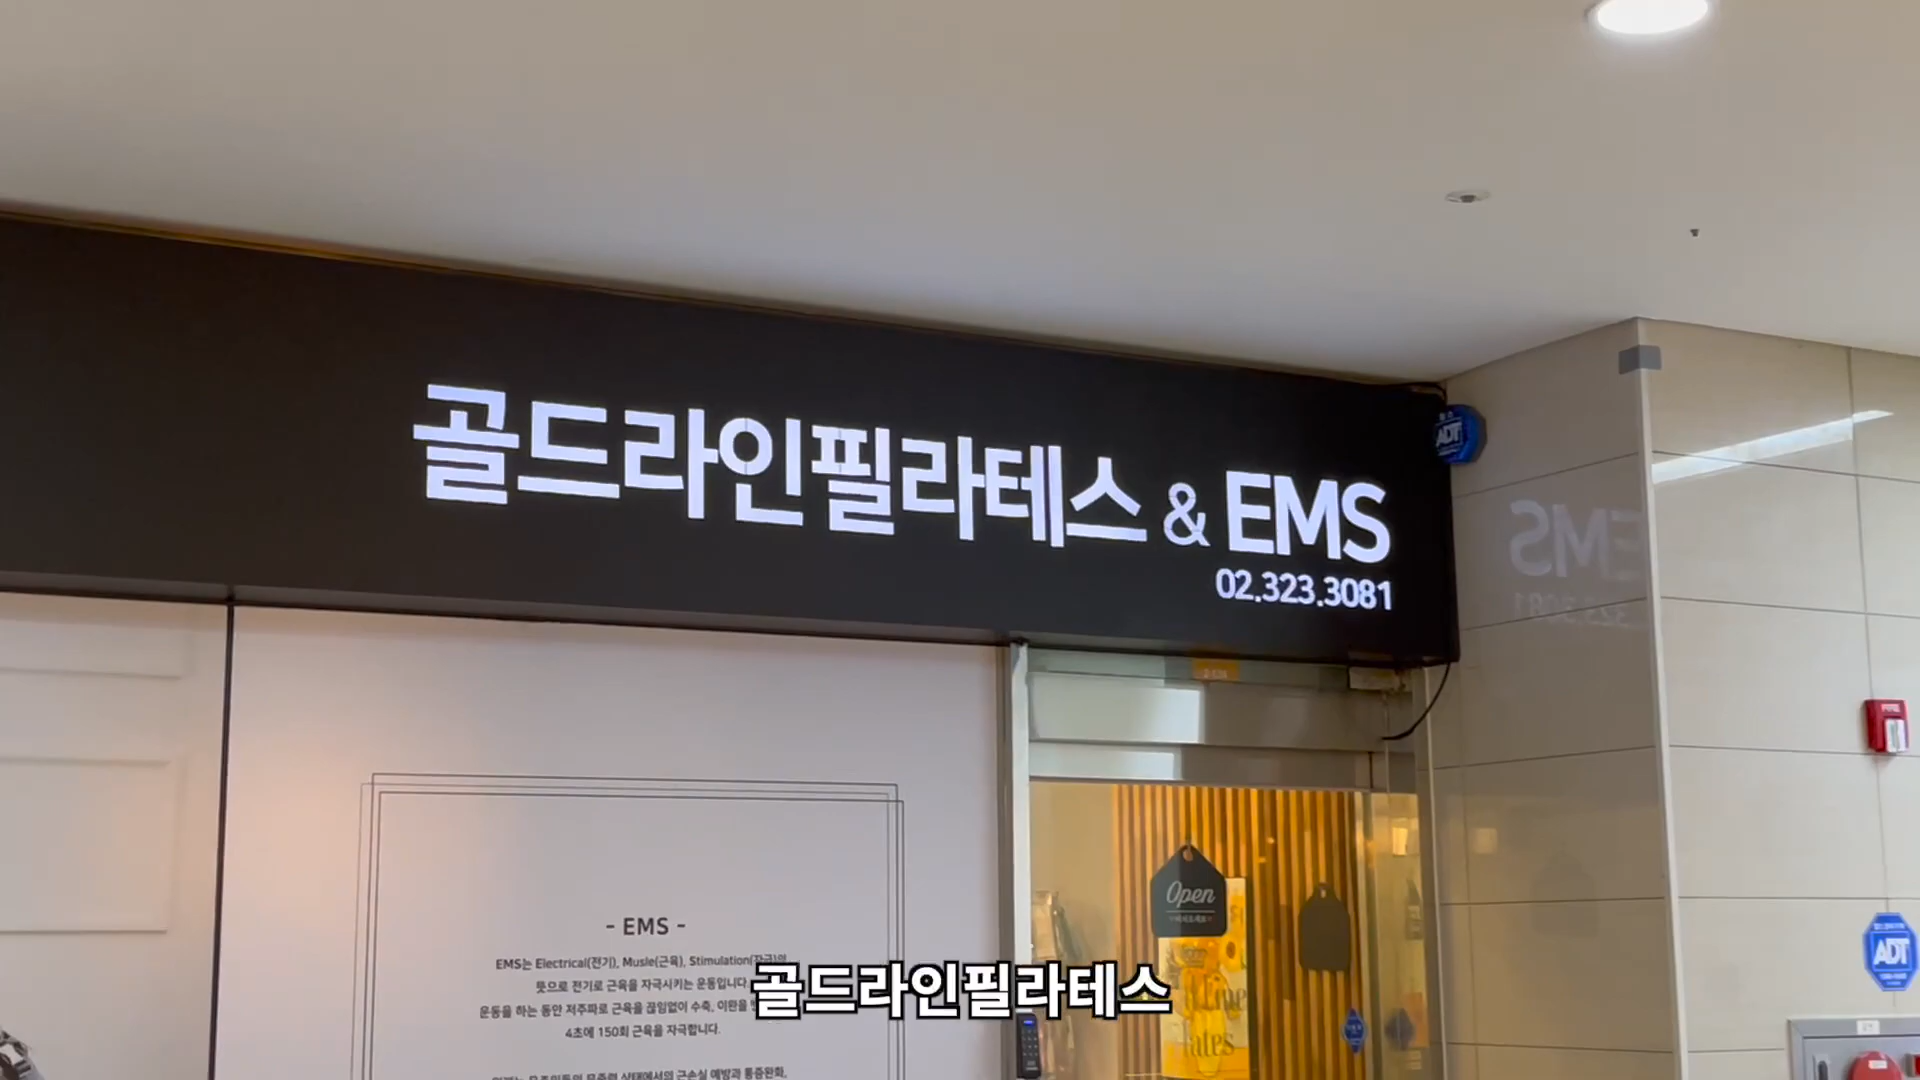 골드라인필라테스 & EMS
02.323.3081
ADT
EMS
Open
- EMS -
EMS는 Electrical(전기), Musle(근육), Stimulation(자극)의
뜻으로 전기로 근육을 자극시키는 운동입니다.
운동을 하는 동안 저주파로 근육을 끊임없이 수축, 이완을
4초에 150회 근육을 자극합니다.
골드라인필라테스
FIRE
ADT